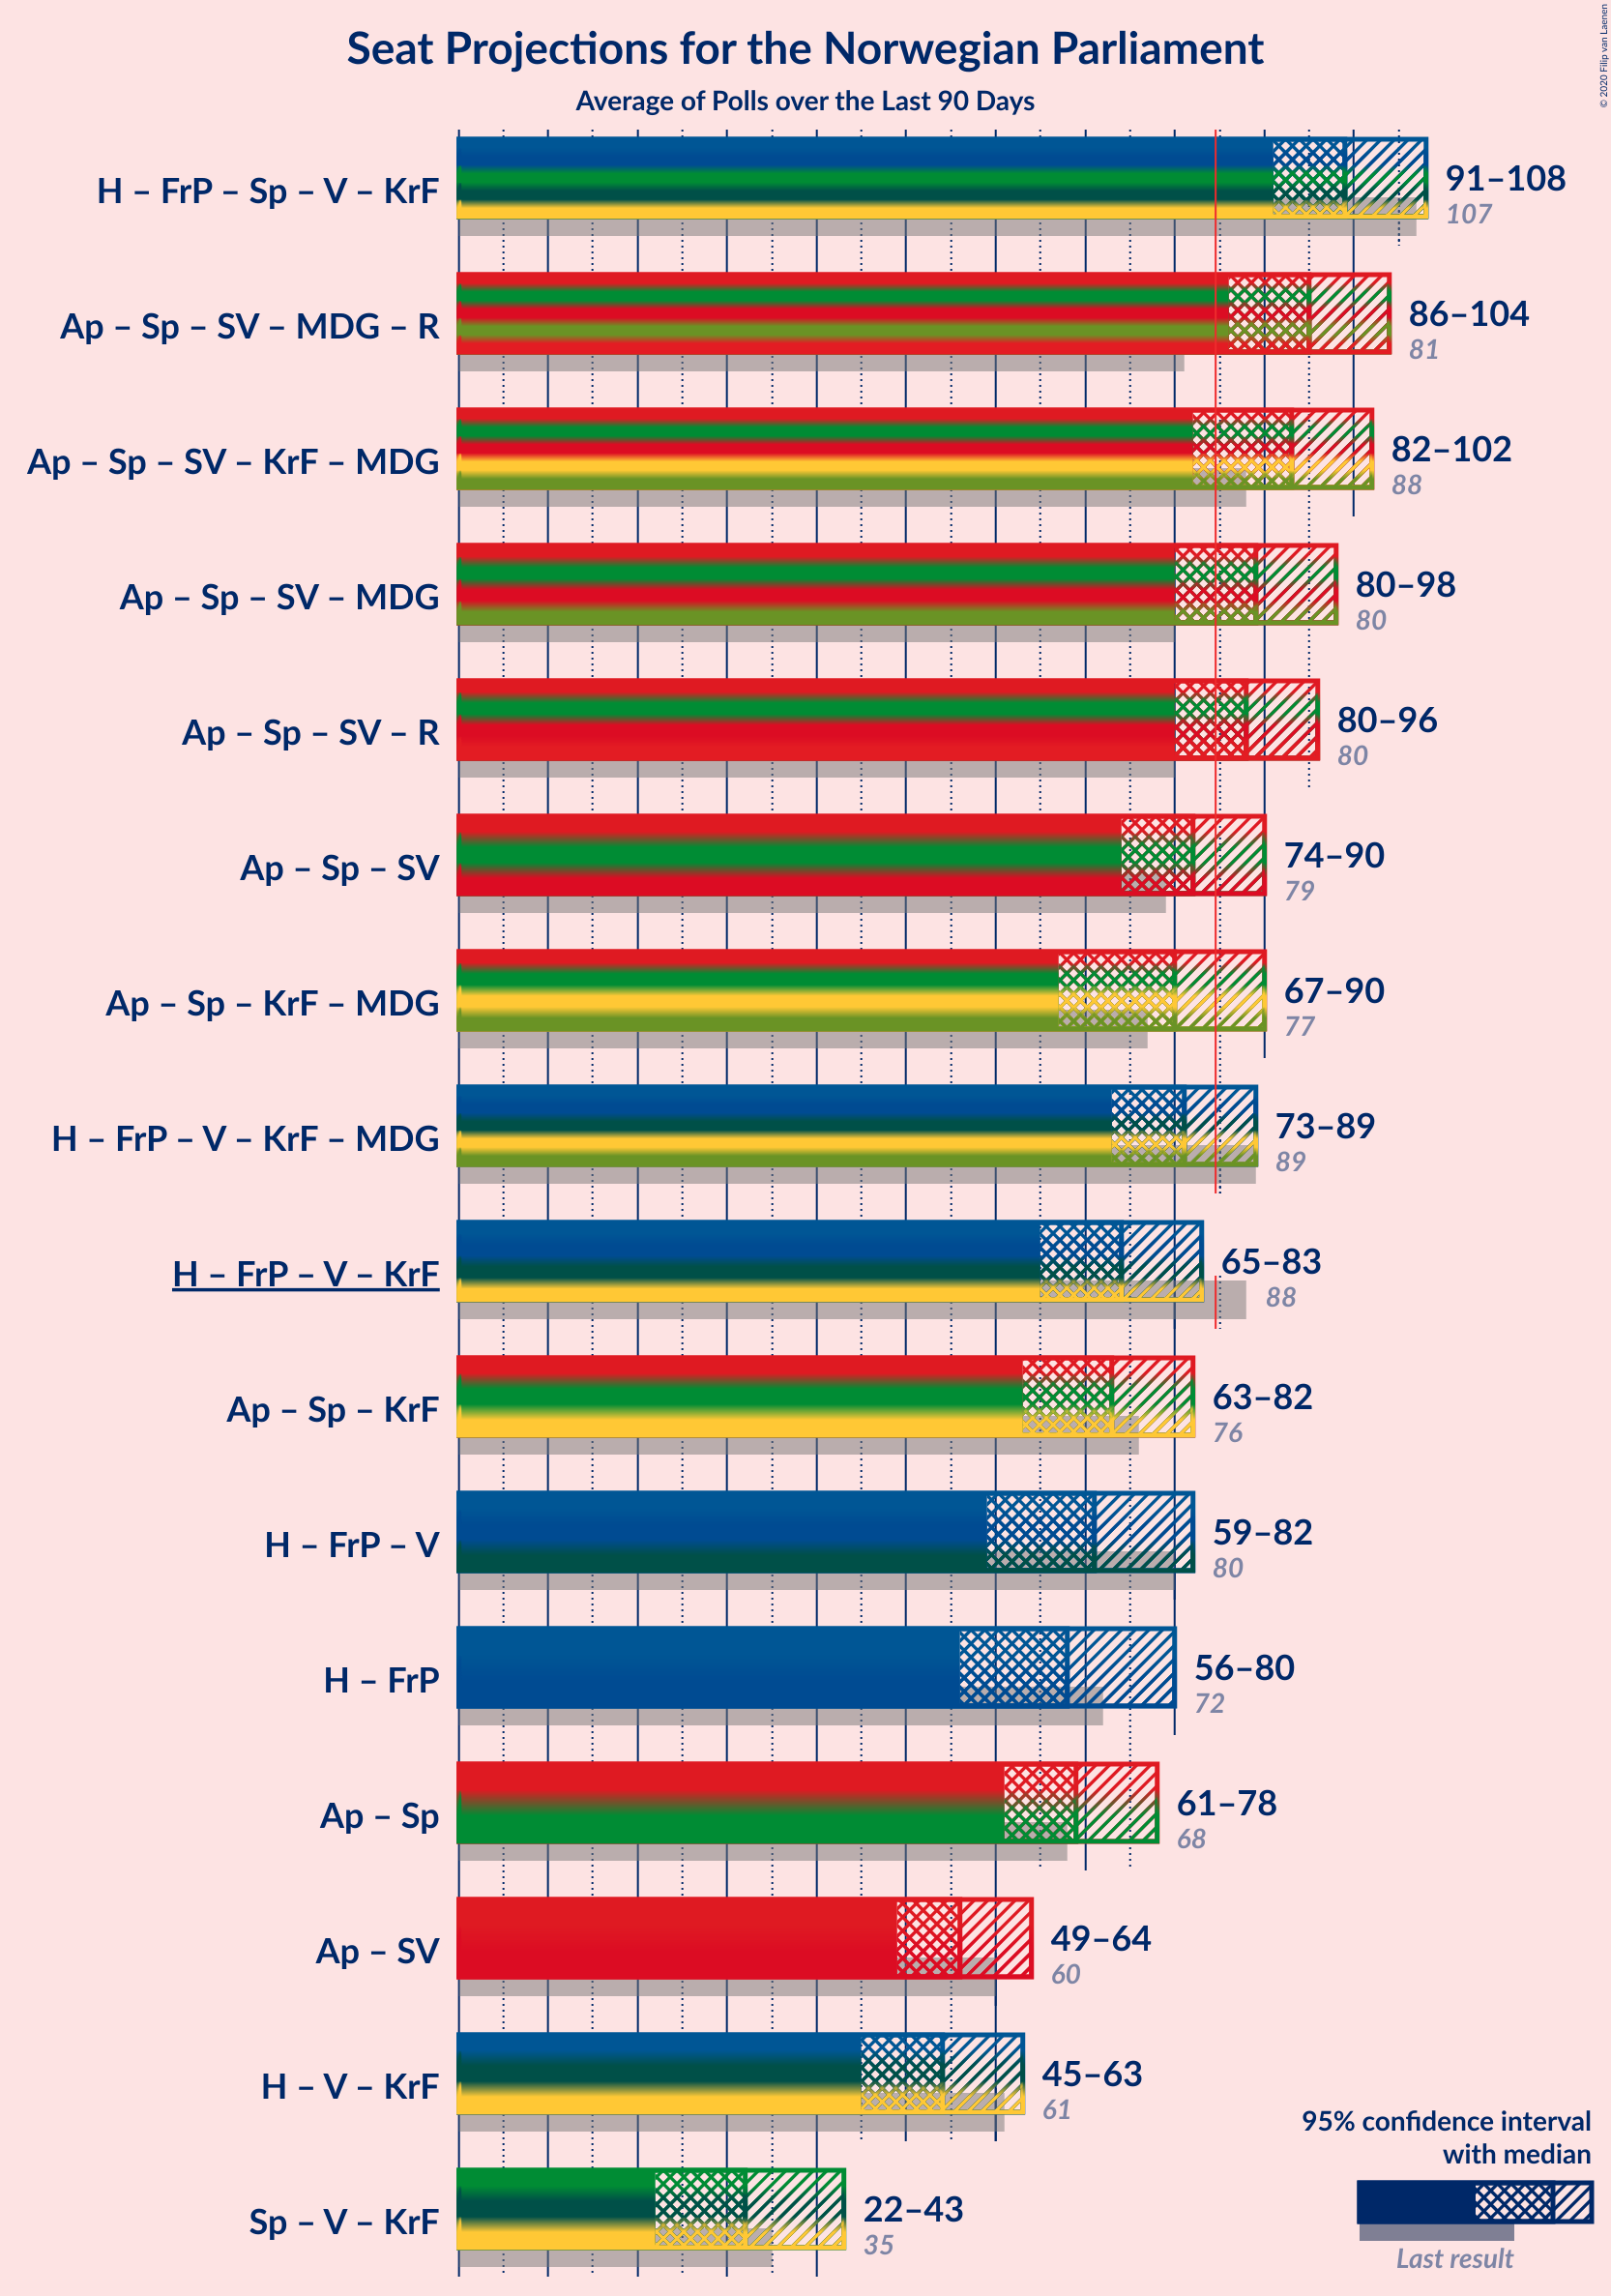 © 2020 Filip van Laenen
Seat Projections for the Norwegian Parliament
Average of Polls over the Last 90 Days
H – FrP – Sp – V – KrF
91–108
107
Ap – Sp – SV – MDG – R
86–104
81
Ap – Sp – SV – KrF – MDG
82–102
88
Ap – Sp – SV – MDG
80–98
80
Ap – Sp – SV – R
80–96
80
Ap – Sp – SV
74–90
79
Ap – Sp – KrF – MDG
67–90
77
H – FrP – V – KrF – MDG
73–89
89
H – FrP – V – KrF
65–83
88
Ap – Sp – KrF
63–82
76
H – FrP – V
59–82
80
H – FrP
56–80
72
Ap – Sp
61–78
68
Ap – SV
49–64
60
H – V – KrF
45–63
61
Sp – V – KrF
22–43
35
95% confidence interval
with median
Last result